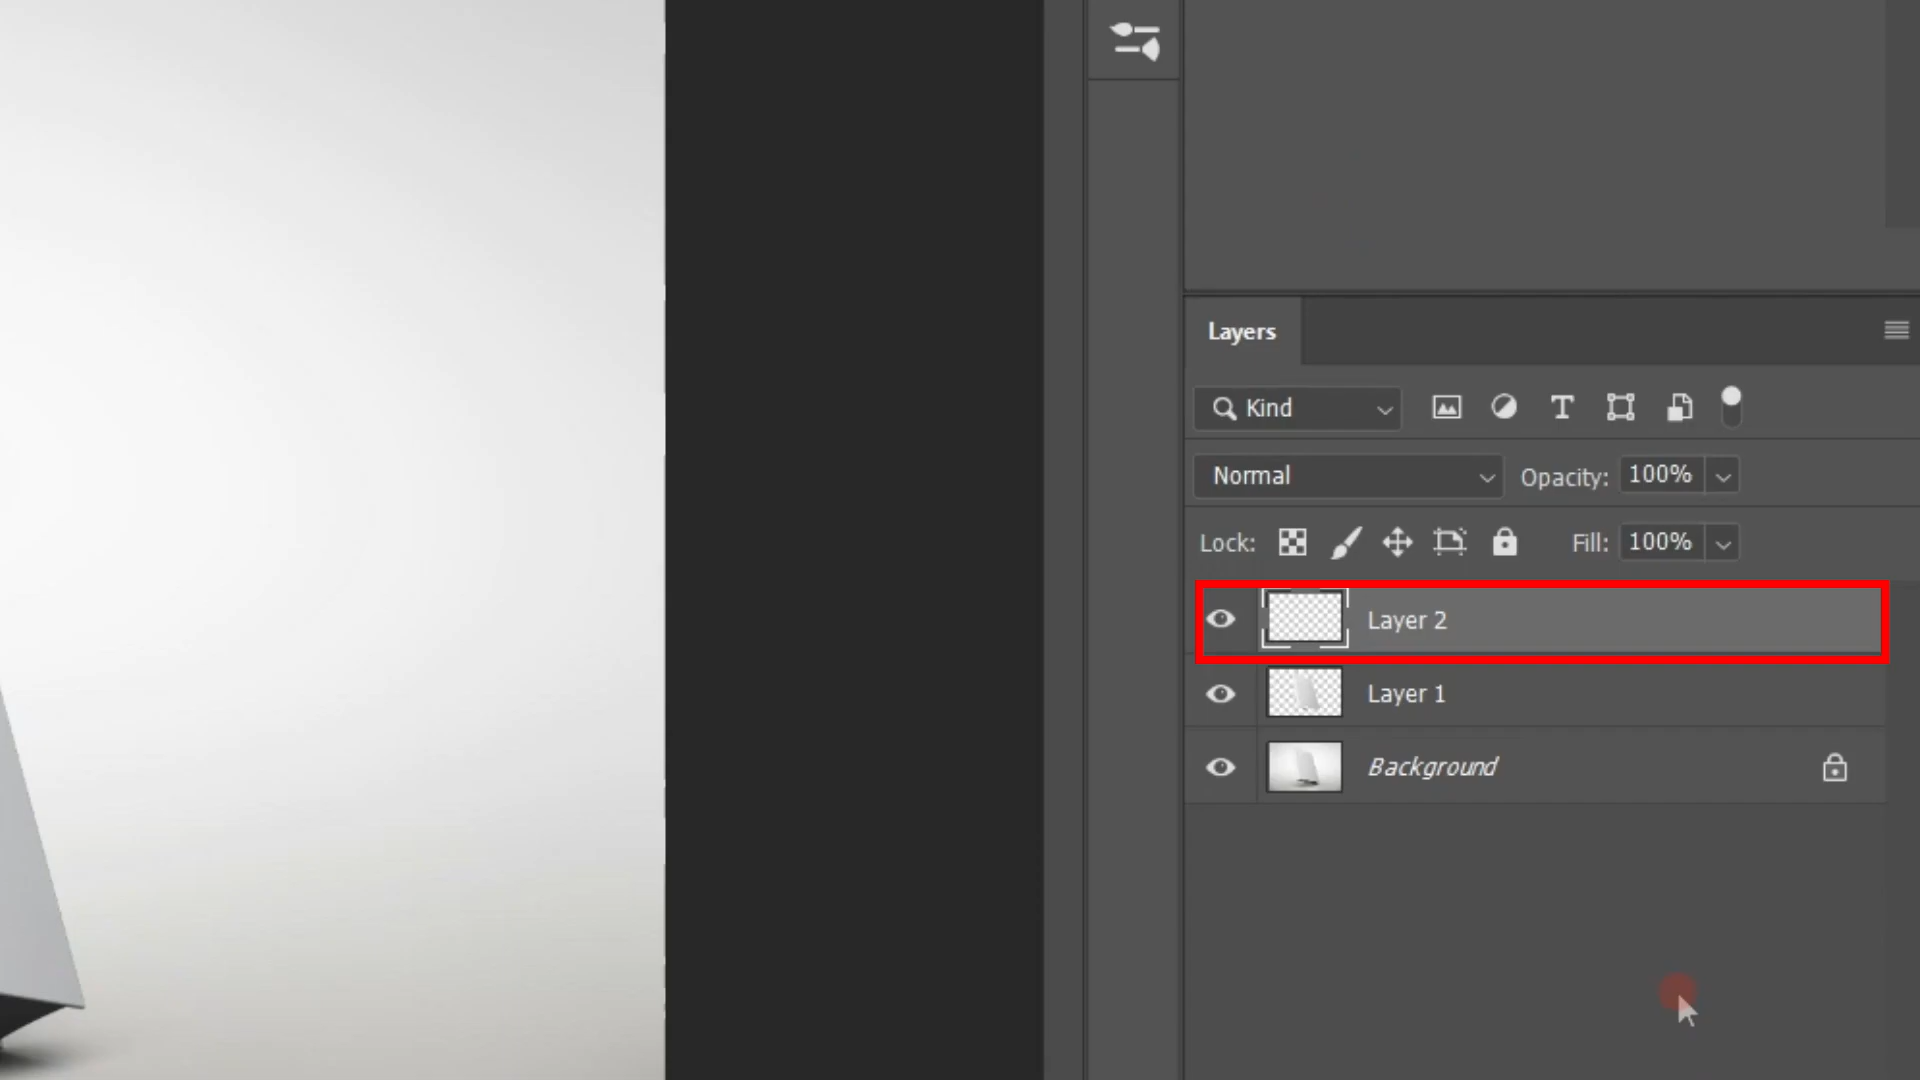 Layers
Kind
Normal Opacity: 100%
Lock: Fill: 100%
Layer 2
Layer 1
Background